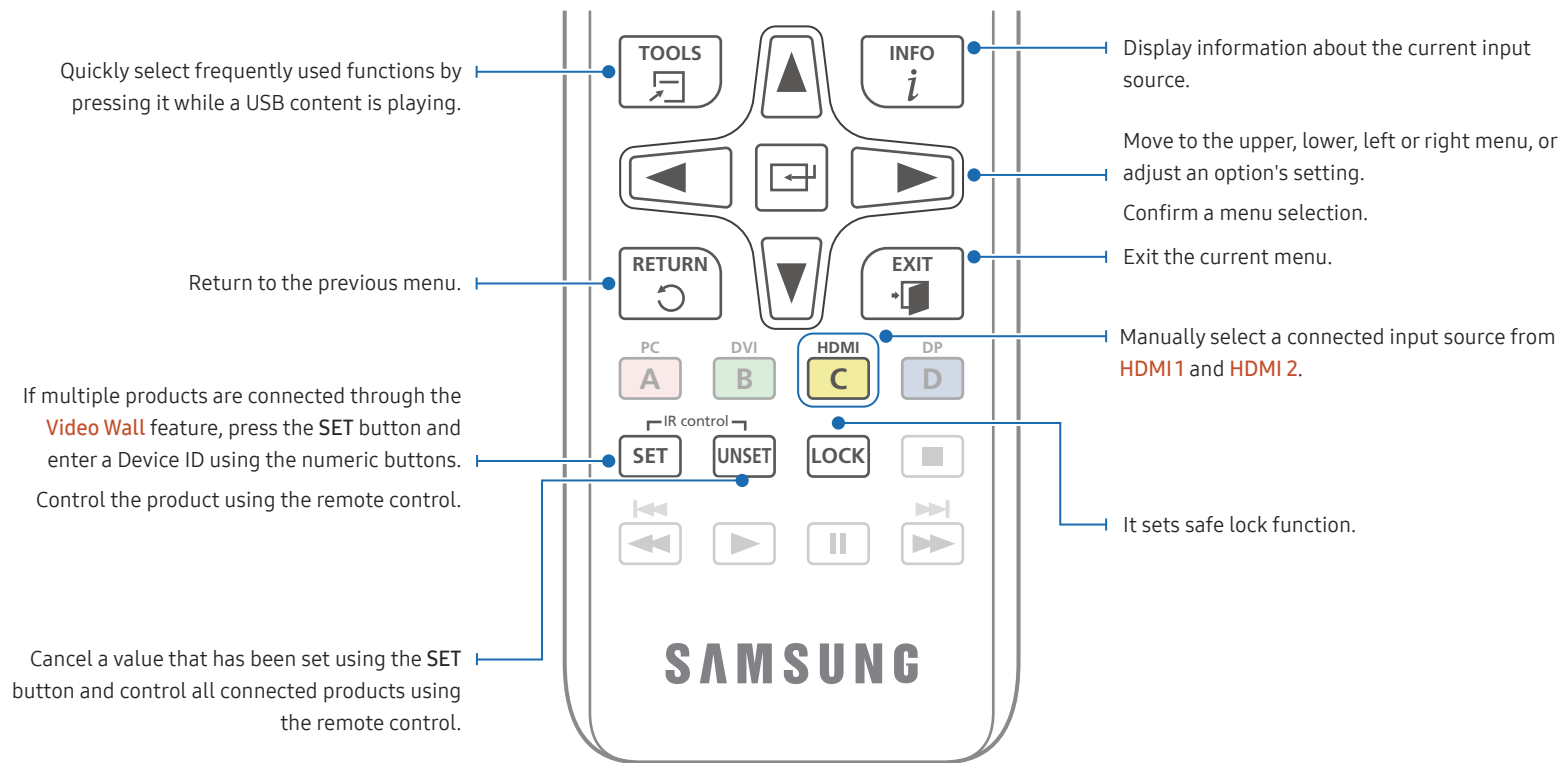 Quickly select frequently used functions by
pressing it while a USB content is playing.
Return to the previous menu.
If multiple products are connected through the
Video Wall feature, press the SET button and
enter a Device ID using the numeric buttons.
Control the product using the remote control.
Cancel a value that has been set using the SET
button and control all connected products using
the remote control.
TOOLS
INFO
i
RETURN
EXIT
PC
DVI
HDMI
DP
A
B
C
D
IR control
SET
UNSET
LOCK
SAMSUNG
Display information about the current input
source.
Move to the upper, lower, left or right menu, or
adjust an option's setting.
Confirm a menu selection.
Exit the current menu.
Manually select a connected input source from
HDMI 1 and HDMI 2.
It sets safe lock function.